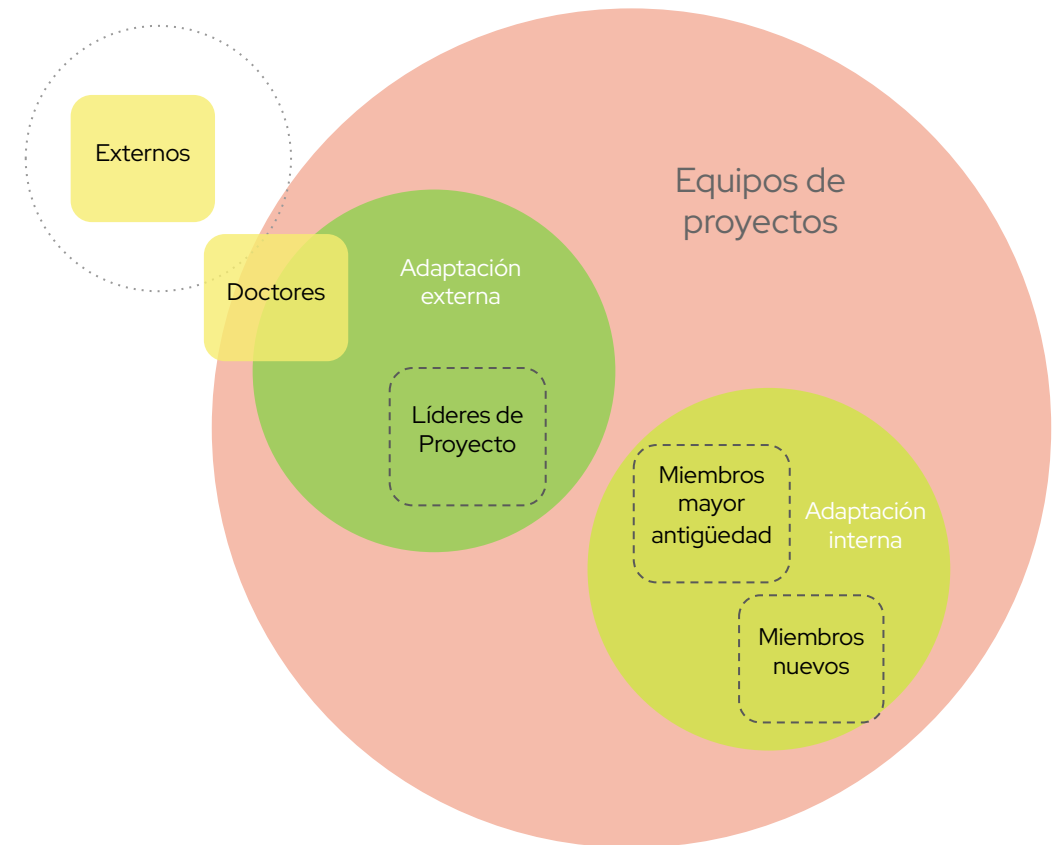 Externos
Equipos de
proyectos
Adaptación
externa
Doctores
Líderes de
Proyecto
Miembros
mayor
antigüedad
Adaptación
interna
Miembros
nuevos